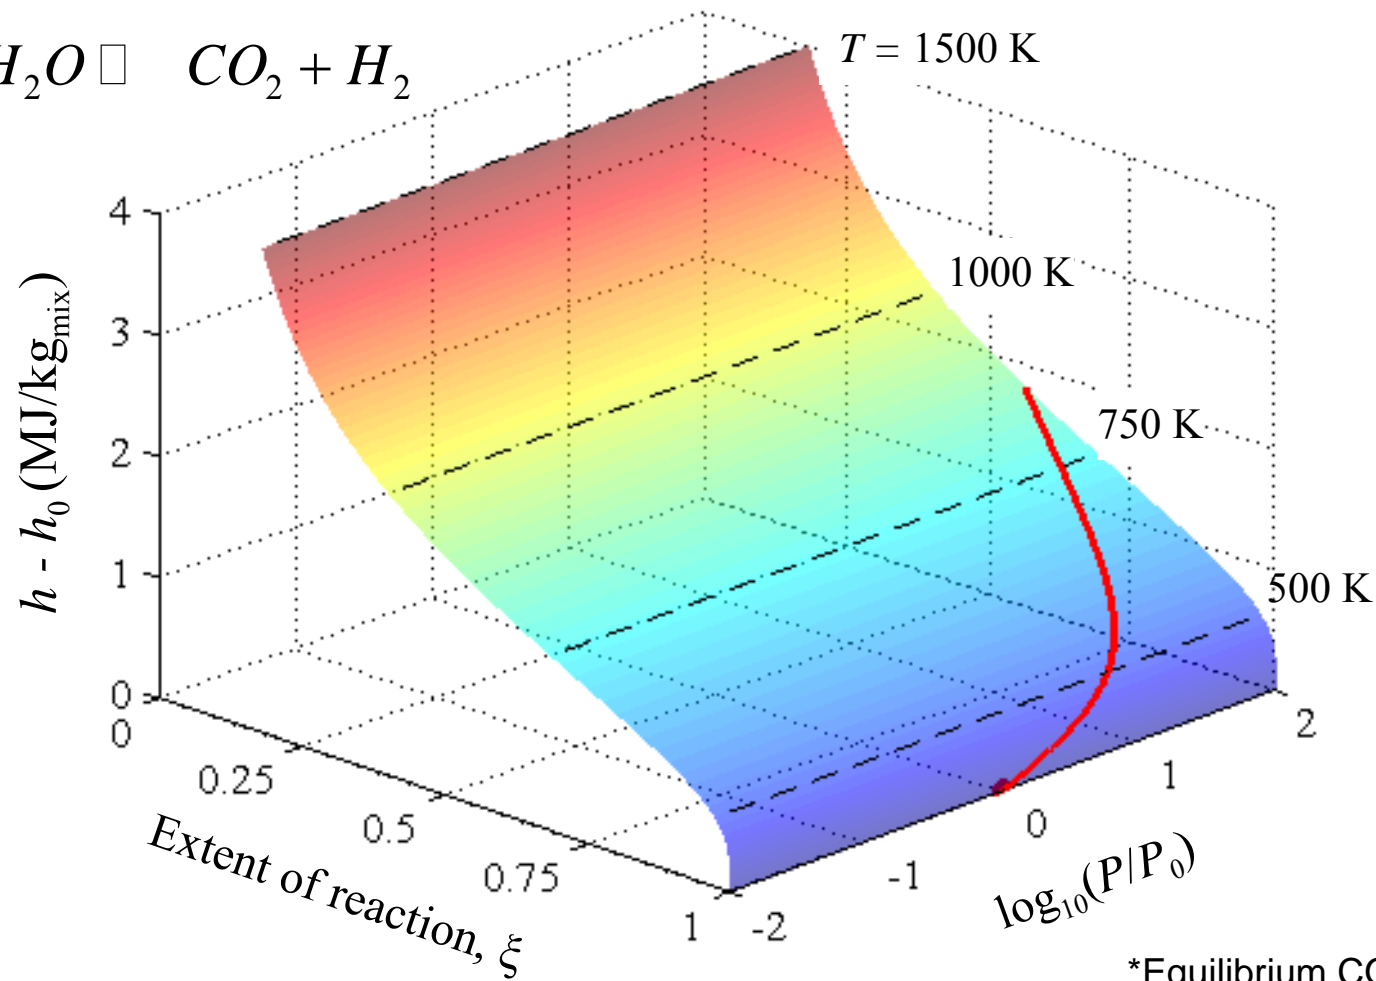 H₂O □ CO₂ + H₂
T = 1500 K
1000 K
750 K
500 K
4
3
2
1
0
h - h₀ (MJ/kgₘᵢₓ)
0
0.25
0.5
0.75
1
Extent of reaction, ξ
-2
-1
0
1
2
log₁₀(P/P₀)
*Equilibrium